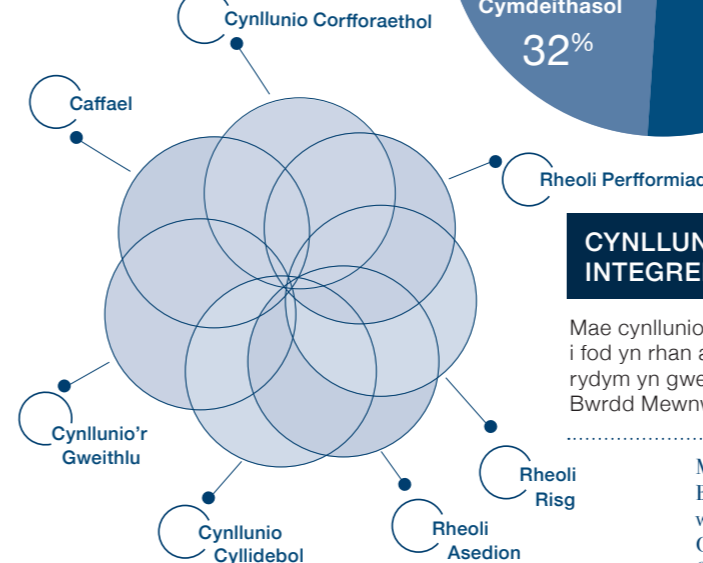 Cynllunio Corfforaethol
Cymdeithasol
32%
Caffael
Rheoli Perfformiad
CYNLLUN
INTEGRE
Mae cynllunio
i fod yn rhan a
rydym yn gwe
Bwrdd Mewnw
Cynllunio'r
Gweithlu
Rheoli
Risg
Cynllunio
Cyllidebol
Rheoli
Asedion